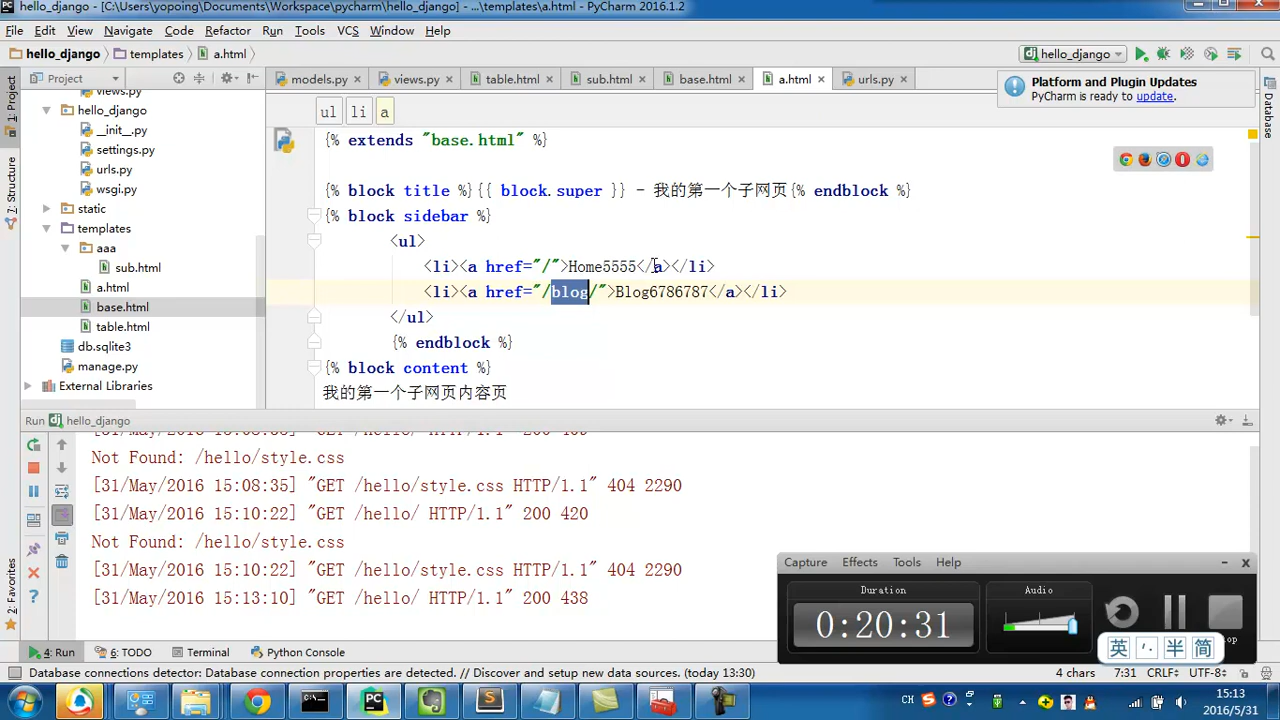 hello_django - [C:\Users\yopoing\Documents\Workspace\pycharm\hello_django] - ...\templates\a.html - PyCharm 2016.1.2
File Edit View Navigate Code Refactor Run Tools VCS Window Help
hello_django templates a.html hello_django
Project models.py views.py table.html sub.html base.html a.html urls.py
Platform and Plugin Updates
PyCharm is ready to update.
1: Project
7: Structure
2: Favorites
Database
views.py
hello_django
__init__.py
settings.py
urls.py
wsgi.py
static
templates
aaa
sub.html
a.html
base.html
table.html
db.sqlite3
manage.py
External Libraries
ul li a
{% extends "base.html" %}
{% block title %}{{ block.super }} - 我的第一个子网页{% endblock %}
{% block sidebar %}
<ul>
<li><a href="/">Home5555</a></li>
<li><a href="/blog/">Blog6786787</a></li>
</ul>
{% endblock %}
{% block content %}
我的第一个子网页内容页
Run hello_django
Not Found: /hello/style.css
[31/May/2016 15:08:35] "GET /hello/style.css HTTP/1.1" 404 2290
[31/May/2016 15:10:22] "GET /hello/ HTTP/1.1" 200 420
Not Found: /hello/style.css
[31/May/2016 15:10:22] "GET /hello/style.css HTTP/1.1" 404 2290
[31/May/2016 15:13:10] "GET /hello/ HTTP/1.1" 200 438
Capture Effects Tools Help
Duration
0:20:31
Audio
英 半 简
4: Run 6: TODO Terminal Python Console
Database connections detector: Database connection properties are detected. // Discover and setup new data sources. (today 13:30) 4 chars 7:31 CRLF÷ UTF-8÷
CH
15:13
2016/5/31